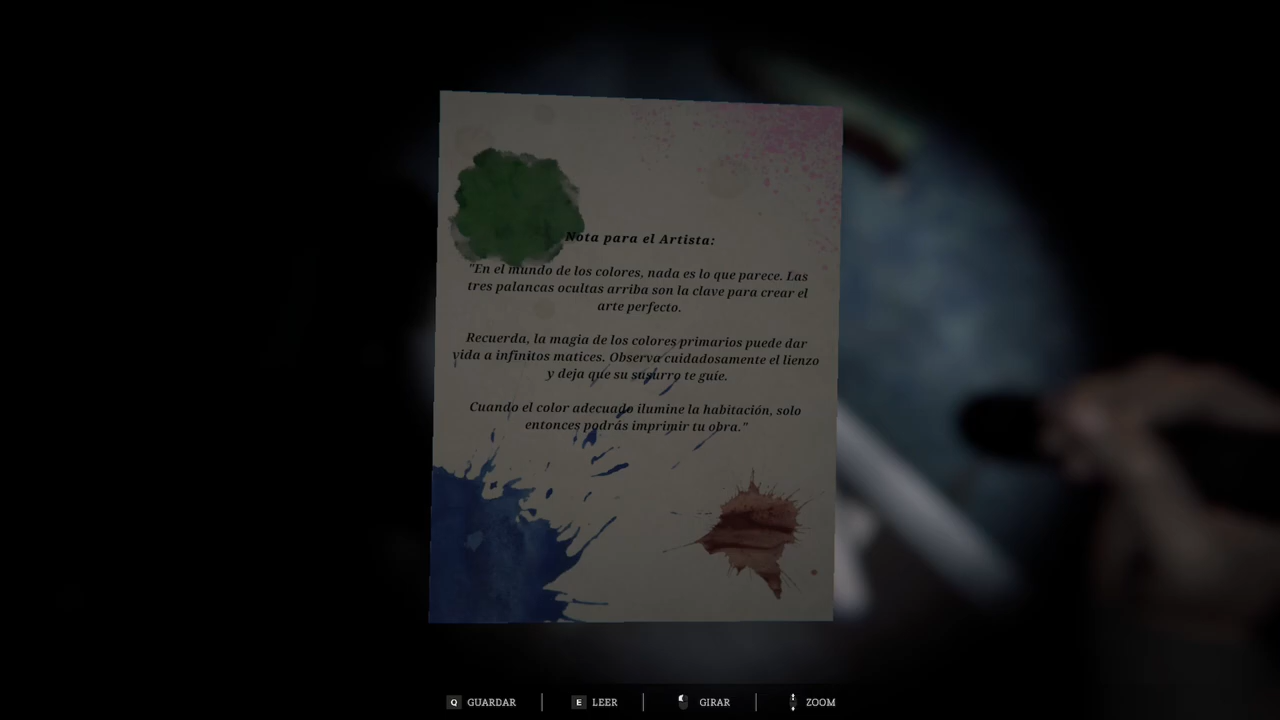 Nota para el Artista:
"En el mundo de los colores, nada es lo que parece. Las
tres palancas ocultas arriba son la clave para crear el
arte perfecto.
Recuerda, la magia de los colores primarios puede dar
vida a infinitos matices. Observa cuidadosamente el lienzo
y deja que su susurro te guíe.
Cuando el color adecuado ilumine la habitación, solo
entonces podrás imprimir tu obra."
Q GUARDAR
E LEER
GIRAR
ZOOM